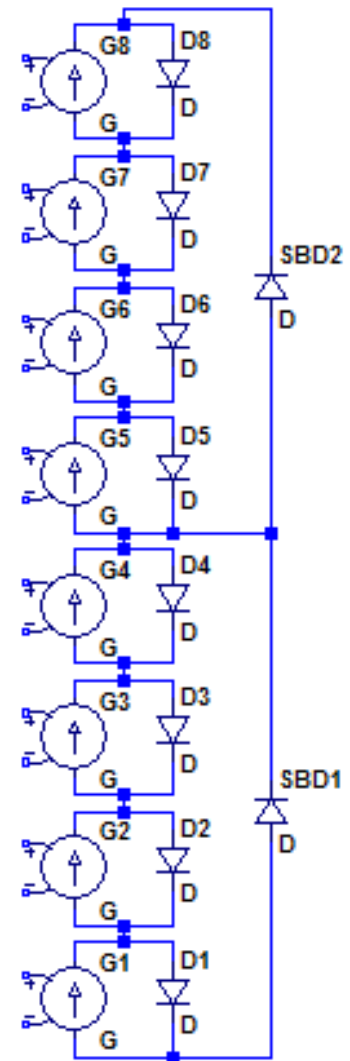 G8 D8
G D
G7 D7
G D
SBD2
G6 D6
D
G D
G5 D5
G D
G4 D4
G D
G3 D3
G D
SBD1
G2 D2
D
G D
G1 D1
G D